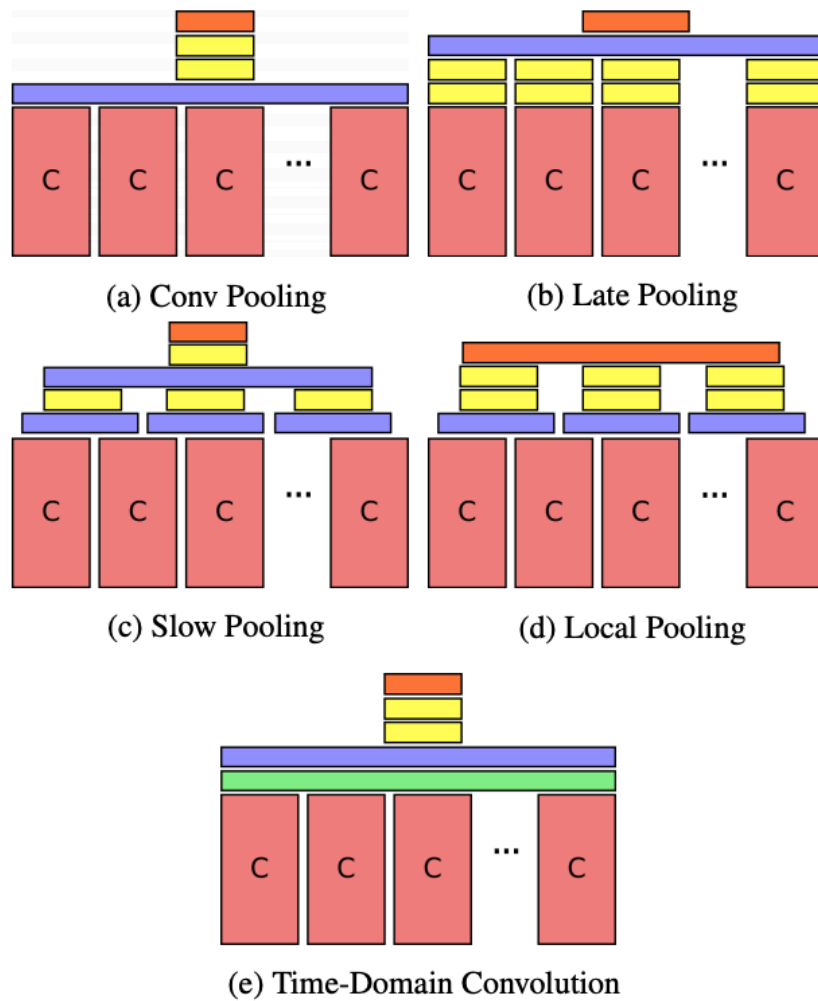 C C C ... C
(a) Conv Pooling
C C C ... C
(b) Late Pooling
C C C ... C
(c) Slow Pooling
C C C ... C
(d) Local Pooling
C C C ... C
(e) Time-Domain Convolution